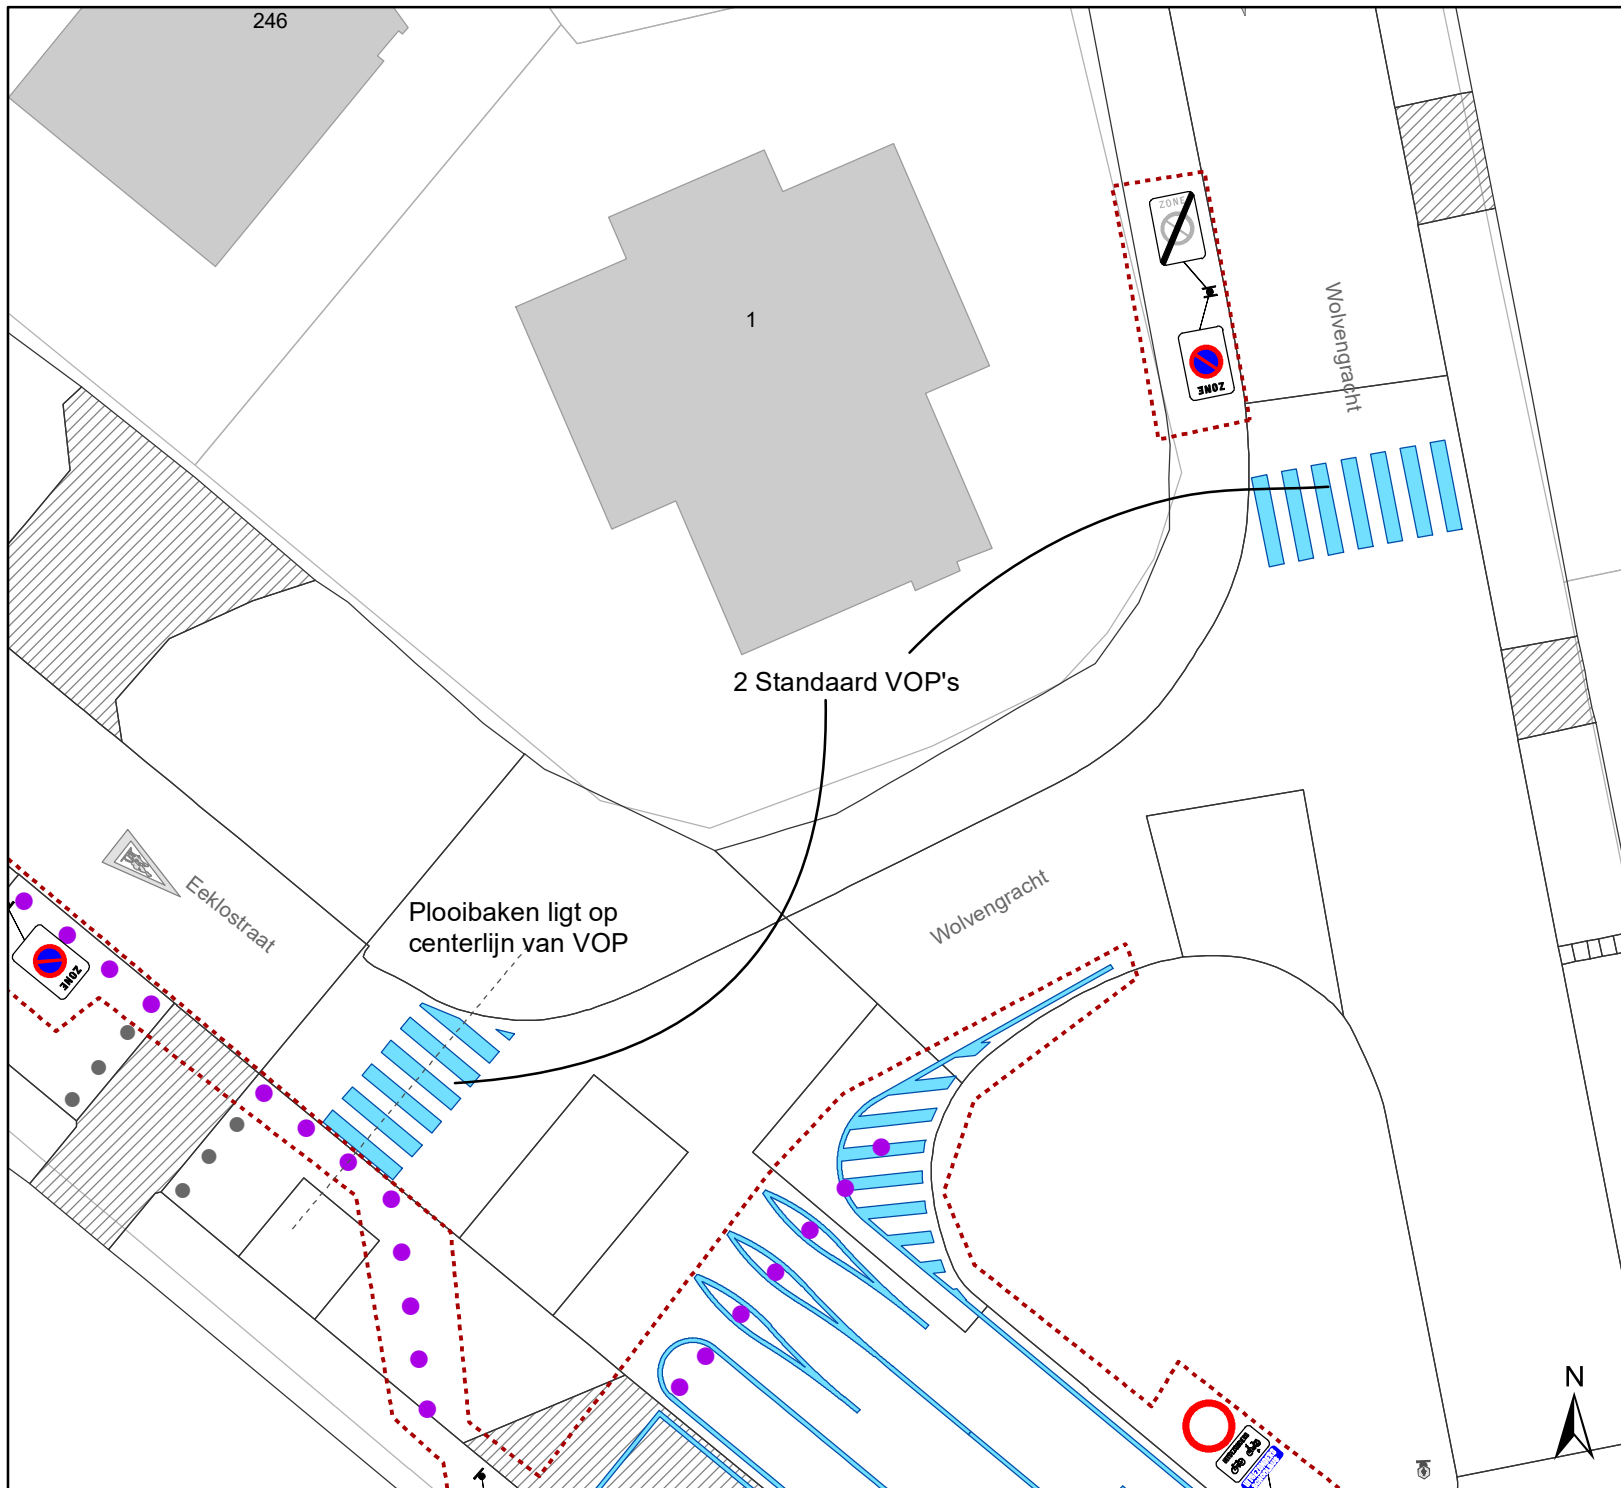 246
ZONE
1
Wolvengracht
ZONE
2 Standaard VOP's
Eeklostraat
Plooibaken ligt op
centerlijn van VOP
Wolvengracht
ZONE
N